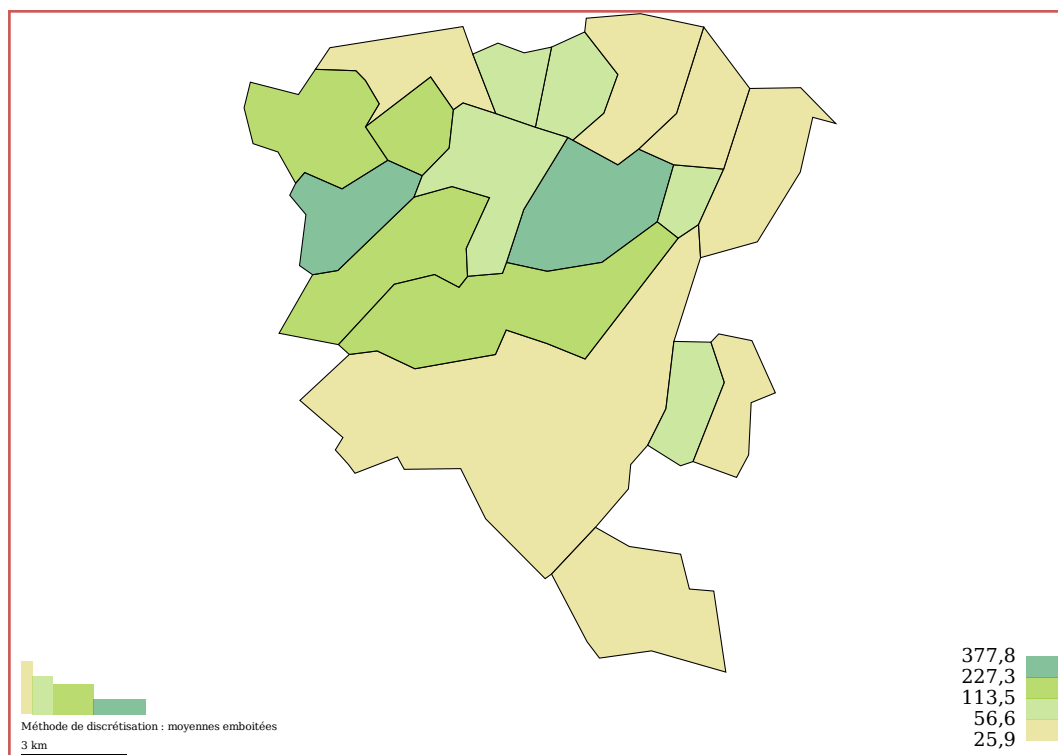 377,8
227,3
113,5
56,6
25,9
Méthode de discrétisation : moyennes emboitées
3 km